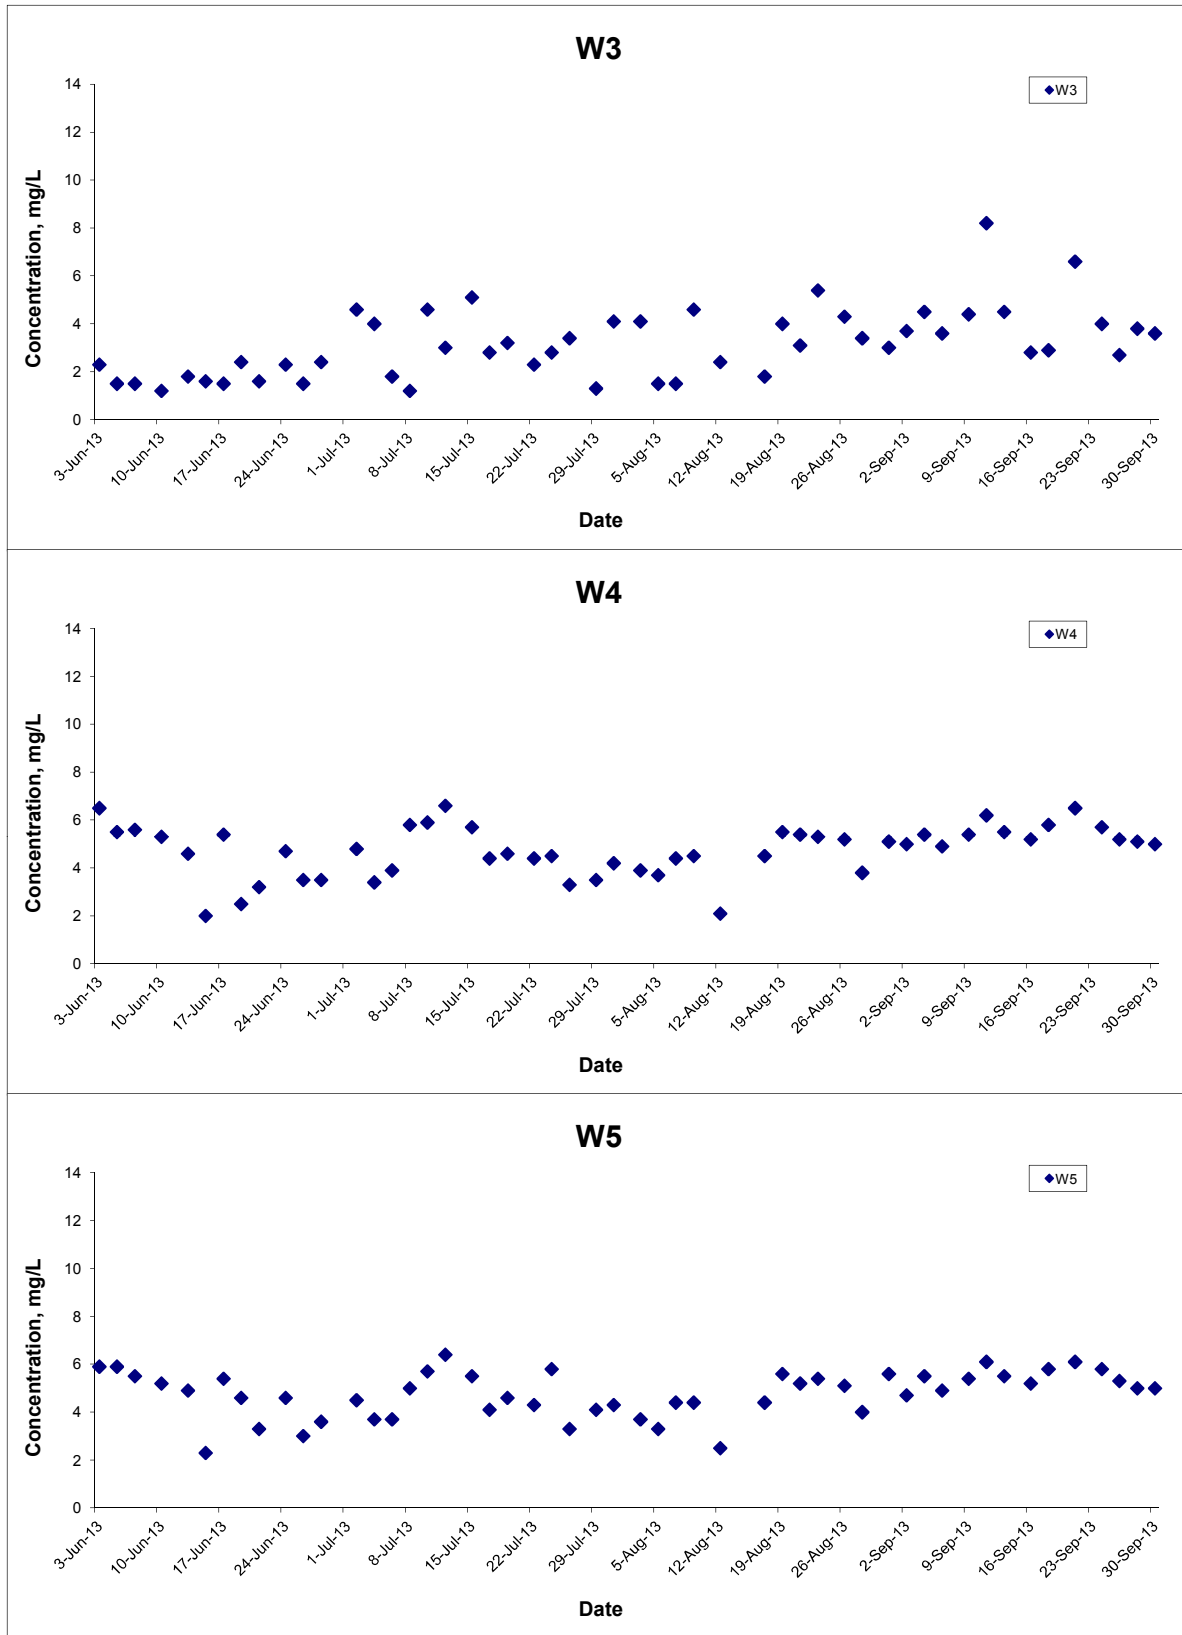 W3
14
W3
12
10
8
6
4
2
0
Concentration, mg/L
3-Jun-13
10-Jun-13
17-Jun-13
24-Jun-13
1-Jul-13
8-Jul-13
15-Jul-13
22-Jul-13
29-Jul-13
5-Aug-13
12-Aug-13
19-Aug-13
26-Aug-13
2-Sep-13
9-Sep-13
16-Sep-13
23-Sep-13
30-Sep-13
Date
W4
14
W4
12
10
8
6
4
2
0
Concentration, mg/L
3-Jun-13
10-Jun-13
17-Jun-13
24-Jun-13
1-Jul-13
8-Jul-13
15-Jul-13
22-Jul-13
29-Jul-13
5-Aug-13
12-Aug-13
19-Aug-13
26-Aug-13
2-Sep-13
9-Sep-13
16-Sep-13
23-Sep-13
30-Sep-13
Date
W5
14
W5
12
10
8
6
4
2
0
Concentration, mg/L
3-Jun-13
10-Jun-13
17-Jun-13
24-Jun-13
1-Jul-13
8-Jul-13
15-Jul-13
22-Jul-13
29-Jul-13
5-Aug-13
12-Aug-13
19-Aug-13
26-Aug-13
2-Sep-13
9-Sep-13
16-Sep-13
23-Sep-13
30-Sep-13
Date